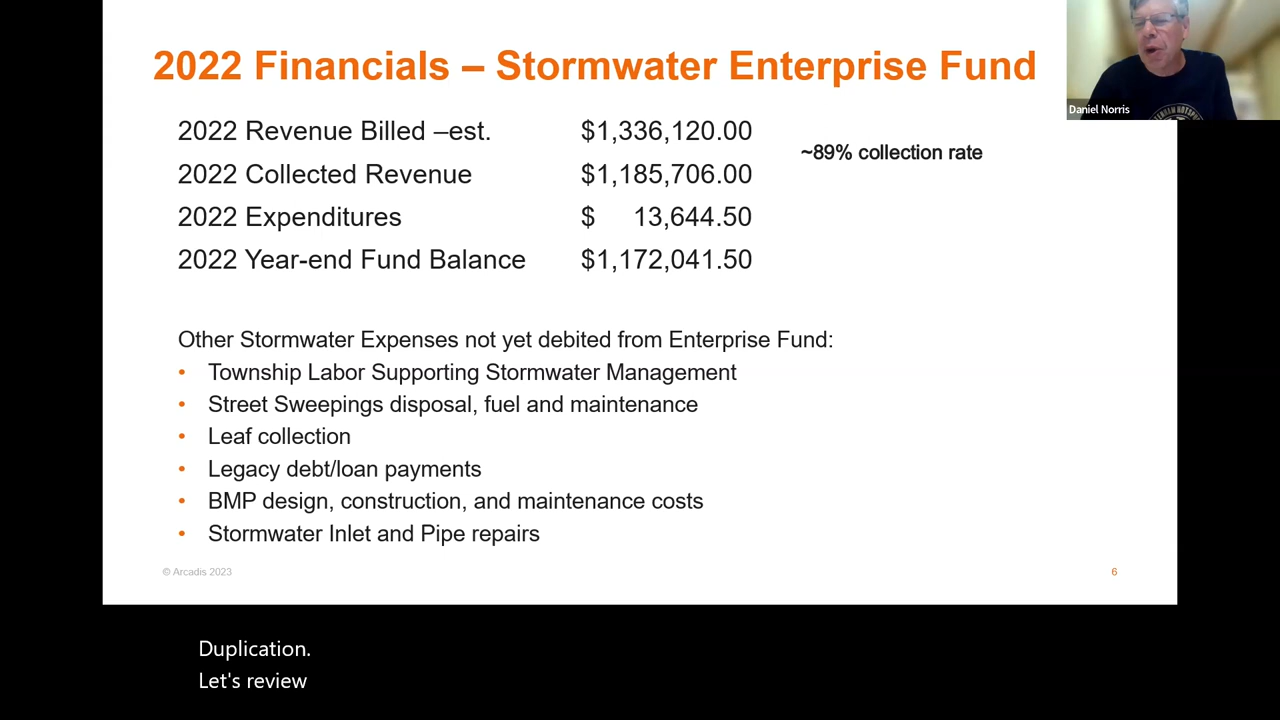 2022 Financials – Stormwater Enterprise Fund
Daniel Norris
2022 Revenue Billed –est. $1,336,120.00
~89% collection rate
2022 Collected Revenue $1,185,706.00
2022 Expenditures $ 13,644.50
2022 Year-end Fund Balance $1,172,041.50
Other Stormwater Expenses not yet debited from Enterprise Fund:
• Township Labor Supporting Stormwater Management
• Street Sweepings disposal, fuel and maintenance
• Leaf collection
• Legacy debt/loan payments
• BMP design, construction, and maintenance costs
• Stormwater Inlet and Pipe repairs
© Arcadis 2023
6
Duplication.
Let's review